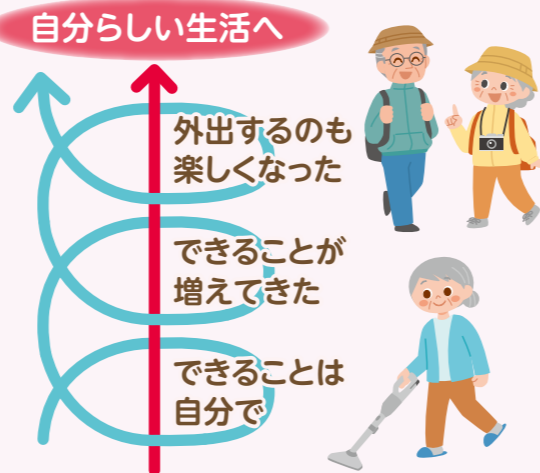 自分らしい生活へ
外出するのも
楽しくなった
できることが
増えてきた
できることは
自分で